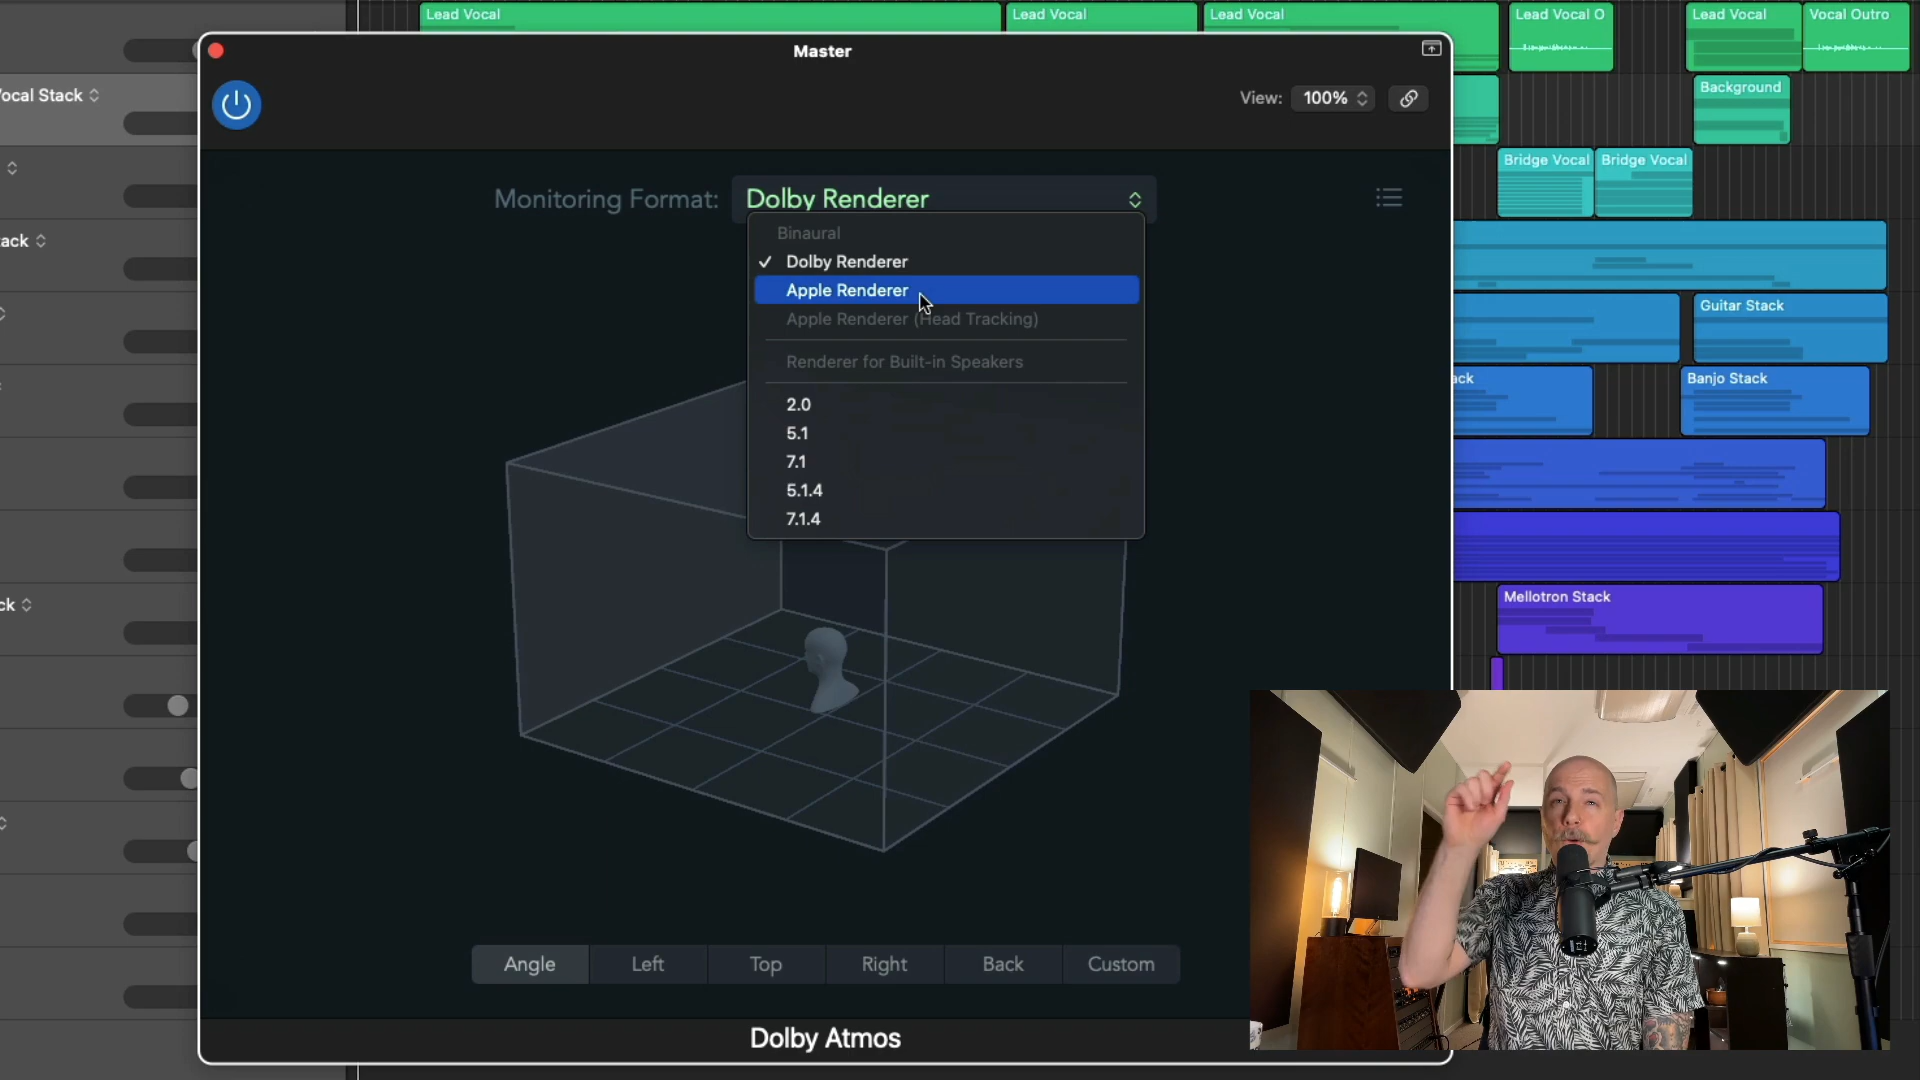 Lead Vocal
Lead Vocal
Lead Vocal
Lead Vocal O
Lead Vocal
Vocal Outro
Master
View: 100%
ocal Stack
Background
Bridge Vocal
Bridge Vocal
Monitoring Format: Dolby Renderer
Binaural
✓ Dolby Renderer
Apple Renderer
Apple Renderer (Head Tracking)
Renderer for Built-in Speakers
2.0
5.1
7.1
5.1.4
7.1.4
tack
Guitar Stack
ack
Banjo Stack
ck
Mellotron Stack
Angle
Left
Top
Right
Back
Custom
Dolby Atmos